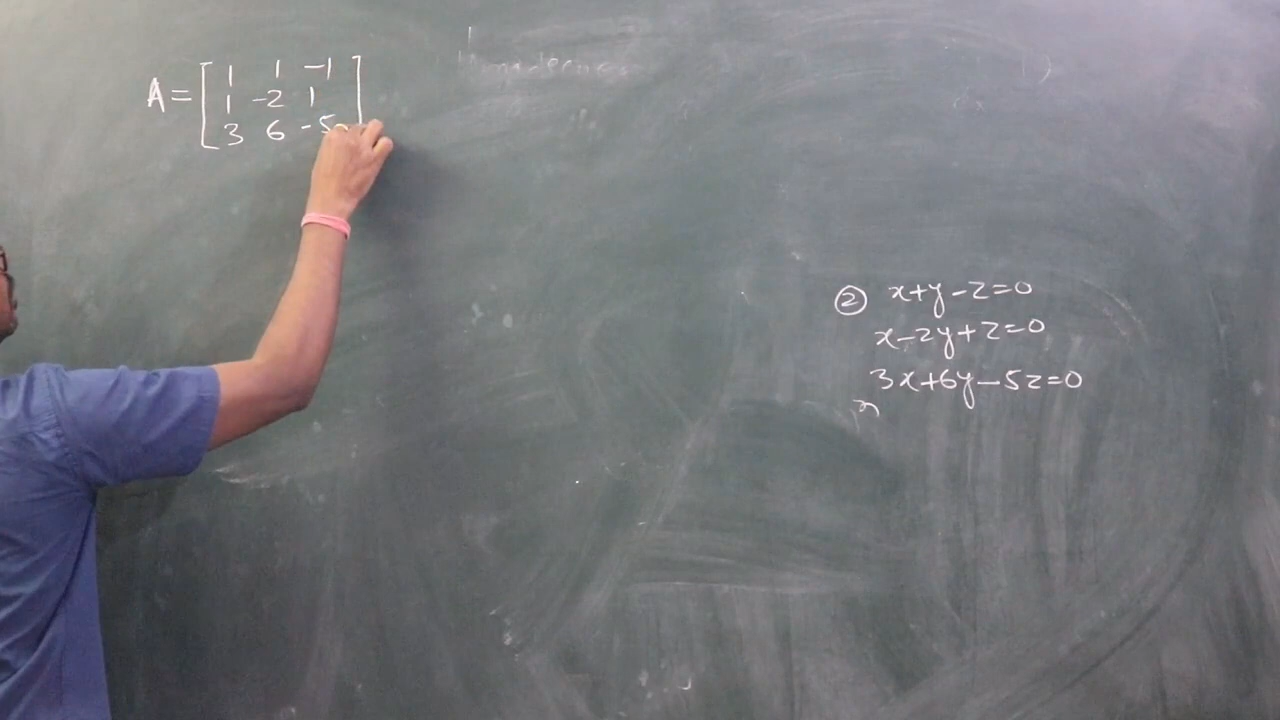 A = [ 1 1 -1
1 -2 1
3 6 -5 ]
② x+y-z=0
x-2y+z=0
3x+6y-5z=0